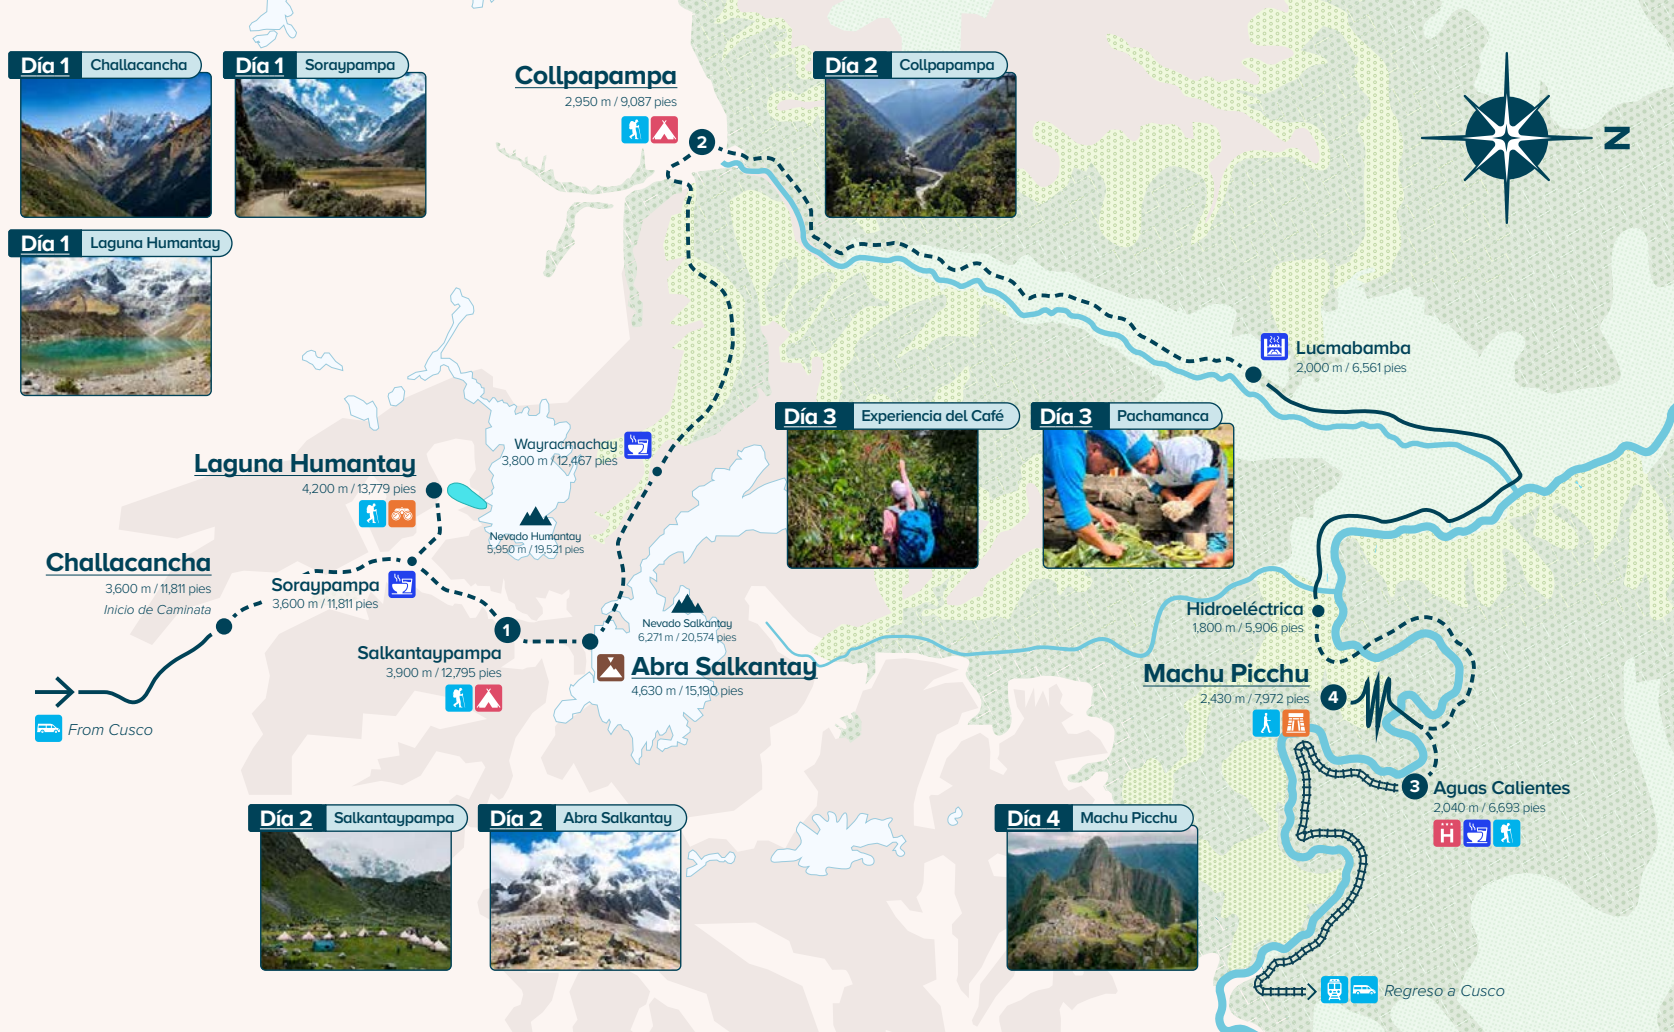 Día 1 Challacancha
Día 1 Soraypampa
Día 1 Laguna Humantay
Collpapampa
2,950 m / 9,087 pies
2
Día 2 Collpapampa
N
Lucmabamba
2,000 m / 6,561 pies
Día 3 Experiencia del Café
Día 3 Pachamanca
Wayracmachay
3,800 m / 12,467 pies
Laguna Humantay
4,200 m / 13,779 pies
Nevado Humantay
5,950 m / 19,521 pies
Challacancha
3,600 m / 11,811 pies
Inicio de Caminata
Soraypampa
3,600 m / 11,811 pies
1
Salkantaypampa
3,900 m / 12,795 pies
Nevado Salkantay
6,271 m / 20,574 pies
Abra Salkantay
4,630 m / 15,190 pies
From Cusco
Hidroeléctrica
1,800 m / 5,906 pies
Machu Picchu
2,430 m / 7,972 pies
4
3
Aguas Calientes
2,040 m / 6,693 pies
H
Día 2 Salkantaypampa
Día 2 Abra Salkantay
Día 4 Machu Picchu
Regreso a Cusco